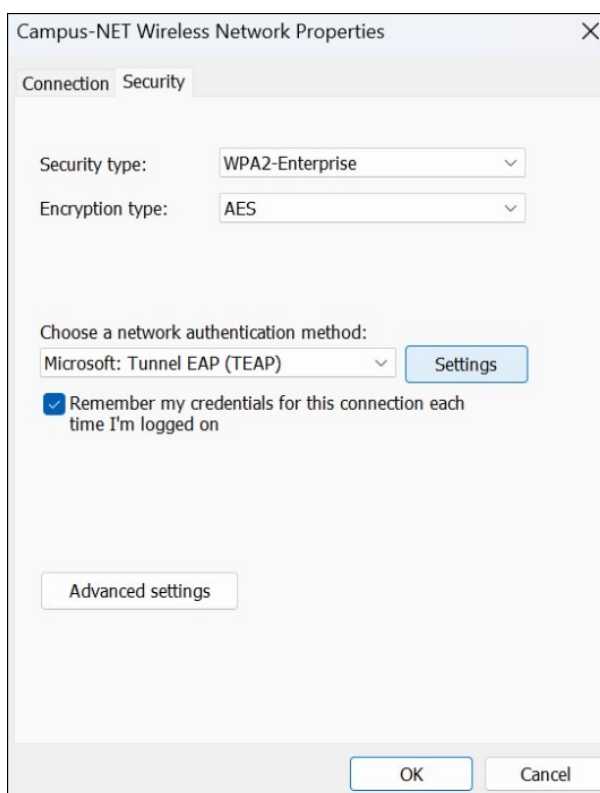 Campus-NET Wireless Network Properties
Connection Security
Security type: WPA2-Enterprise
Encryption type: AES
Choose a network authentication method:
Microsoft: Tunnel EAP (TEAP) Settings
Remember my credentials for this connection each
time I'm logged on
Advanced settings
OK Cancel